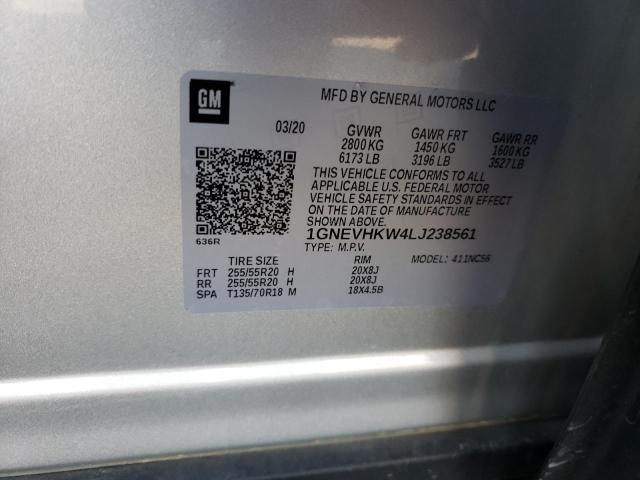 GM
MFD BY GENERAL MOTORS LLC
03/20 GVWR GAWR FRT GAWR RR
2800 KG 1450 KG 1600 KG
6173 LB 3196 LB 3527 LB
THIS VEHICLE CONFORMS TO ALL
APPLICABLE U.S. FEDERAL MOTOR
VEHICLE SAFETY STANDARDS IN EFFECT
ON THE DATE OF MANUFACTURE
SHOWN ABOVE.
636R
1GNEVHKW4LJ238561
TYPE: M.P.V. MODEL: 411NC56
TIRE SIZE RIM
FRT 255/55R20 H 20X8J
RR 255/55R20 H 20X8J
SPA T135/70R18 M 18X4.5B